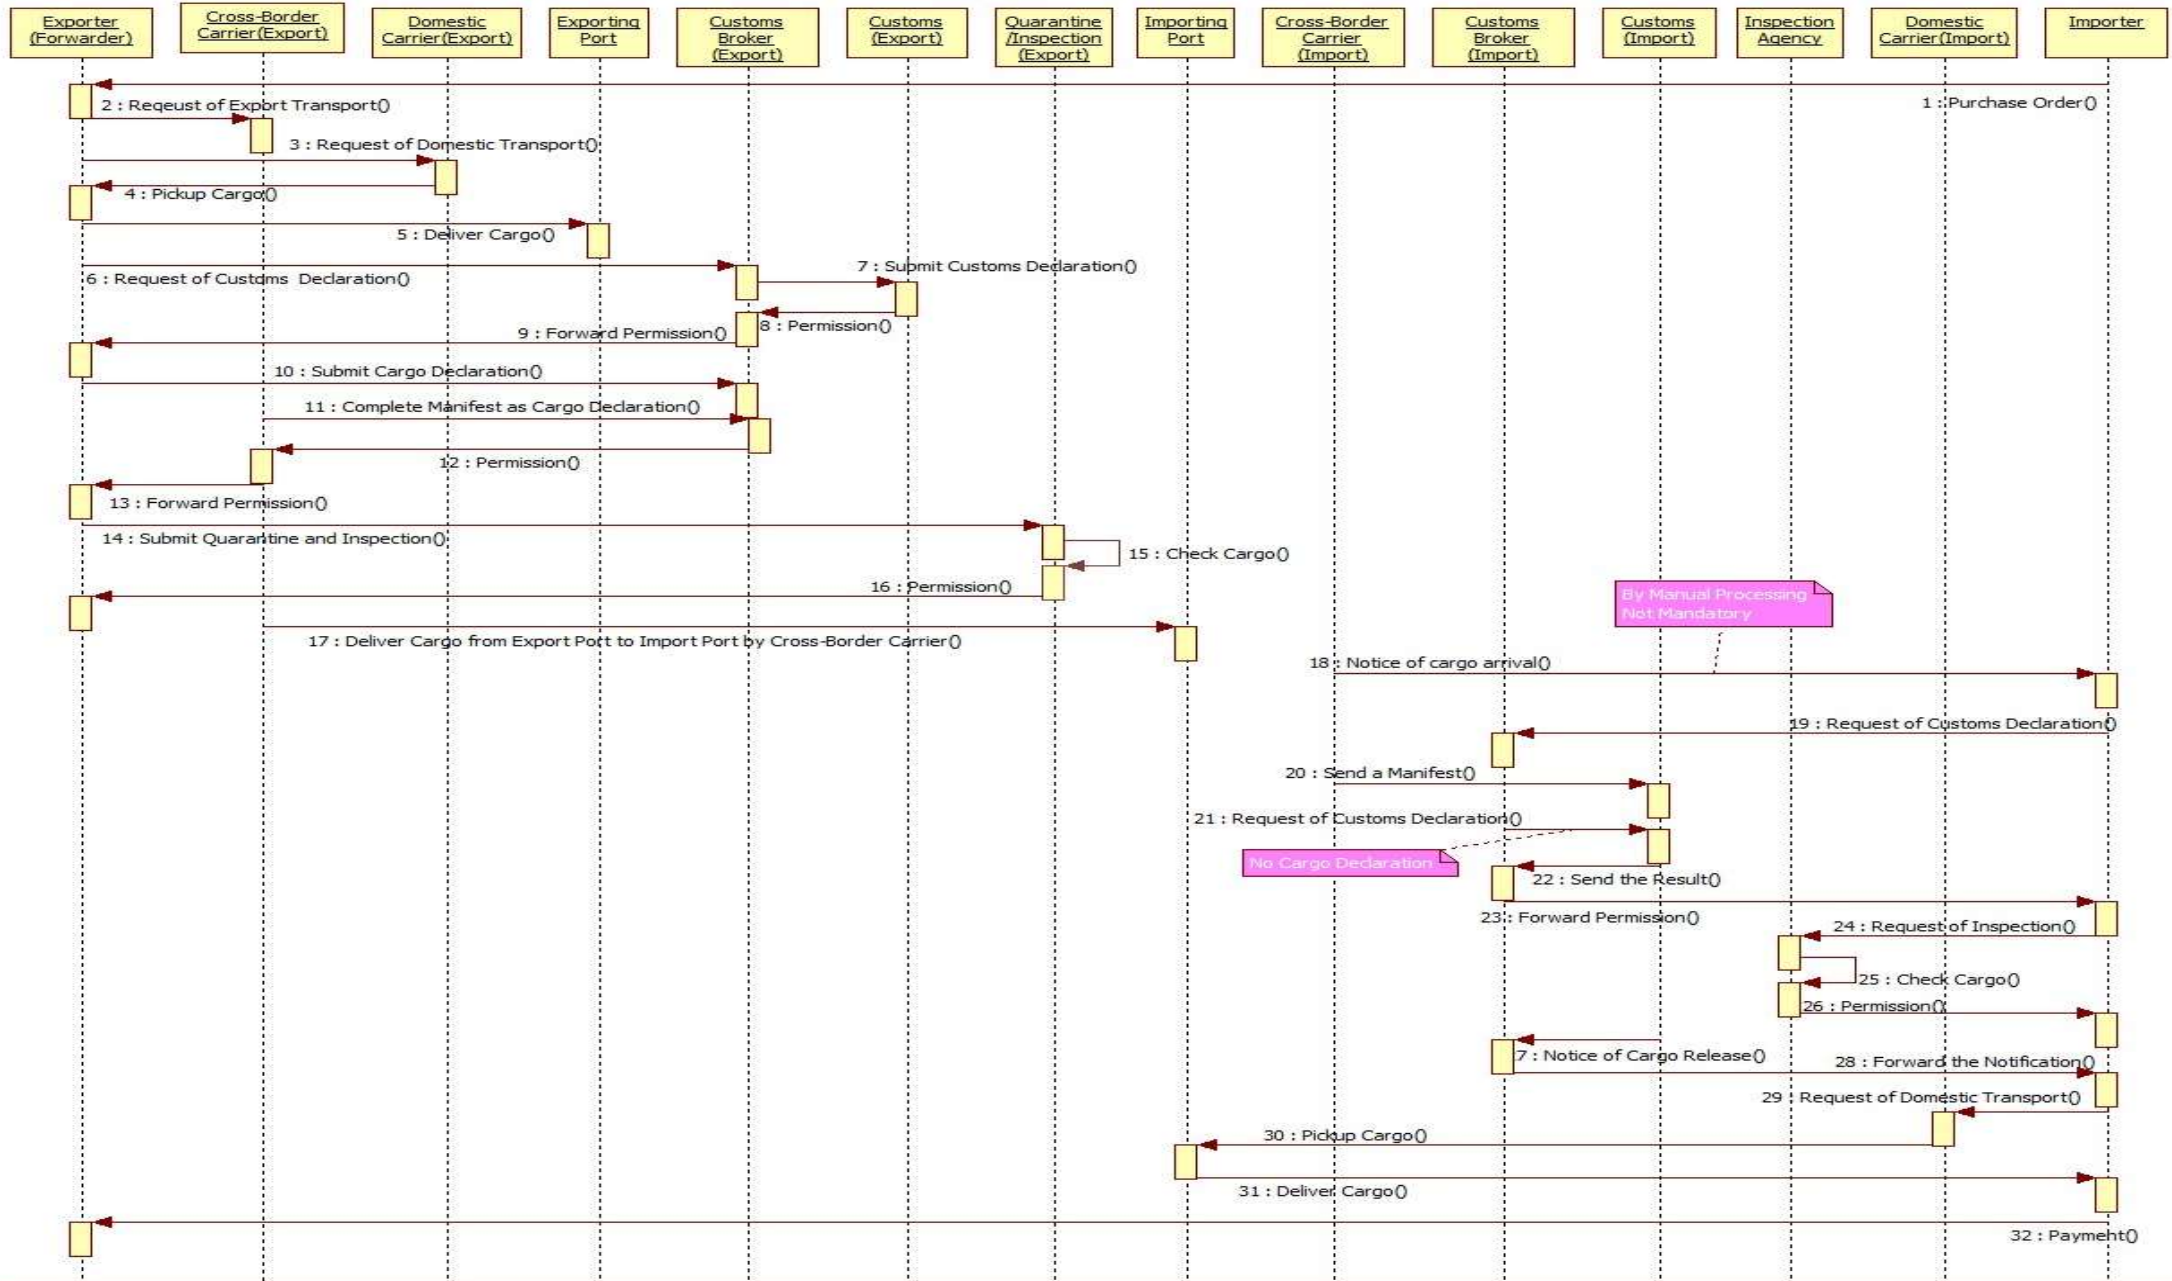 Exporter
(Forwarder)
Cross-Border
Carrier(Export)
Domestic
Carrier(Export)
Exporting
Port
Customs
Broker
(Export)
Customs
(Export)
Quarantine
/Inspection
(Export)
Importing
Port
Cross-Border
Carrier
(Import)
Customs
Broker
(Import)
Customs
(Import)
Inspection
Agency
Domestic
Carrier(Import)
Importer
1 : Purchase Order()
2 : Reqeust of Export Transport()
3 : Request of Domestic Transport()
4 : Pickup Cargo()
5 : Deliver Cargo()
6 : Request of Customs Declaration()
7 : Submit Customs Declaration()
8 : Permission()
9 : Forward Permission()
10 : Submit Cargo Declaration()
11 : Complete Manifest as Cargo Declaration()
12 : Permission()
13 : Forward Permission()
14 : Submit Quarantine and Inspection()
15 : Check Cargo()
16 : Permission()
By Manual Processing
Not Mandatory
17 : Deliver Cargo from Export Port to Import Port by Cross-Border Carrier()
18 : Notice of cargo arrival()
19 : Request of Customs Declaration()
20 : Send a Manifest()
21 : Request of Customs Declaration()
No Cargo Declaration
22 : Send the Result()
23 : Forward Permission()
24 : Request of Inspection()
25 : Check Cargo()
26 : Permission()
7 : Notice of Cargo Release()
28 : Forward the Notification()
29 : Request of Domestic Transport()
30 : Pickup Cargo()
31 : Deliver Cargo()
32 : Payment()